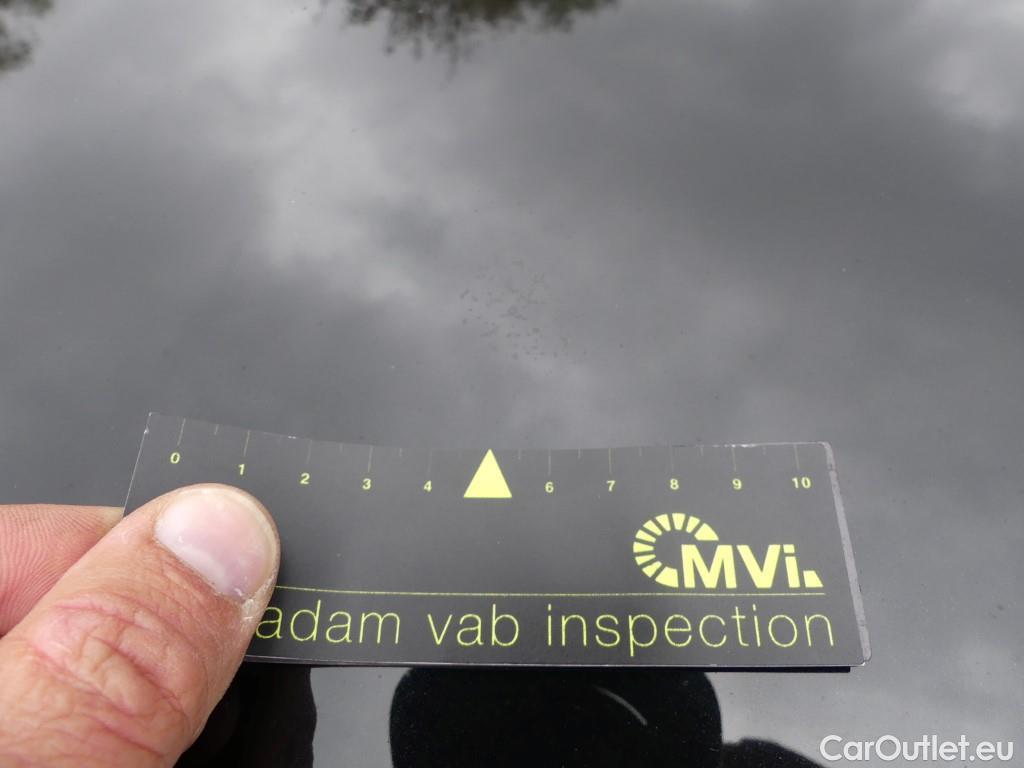 0 1 2 3 4 6 7 8 9 10
MVi
adam vab inspection
CarOutlet.eu